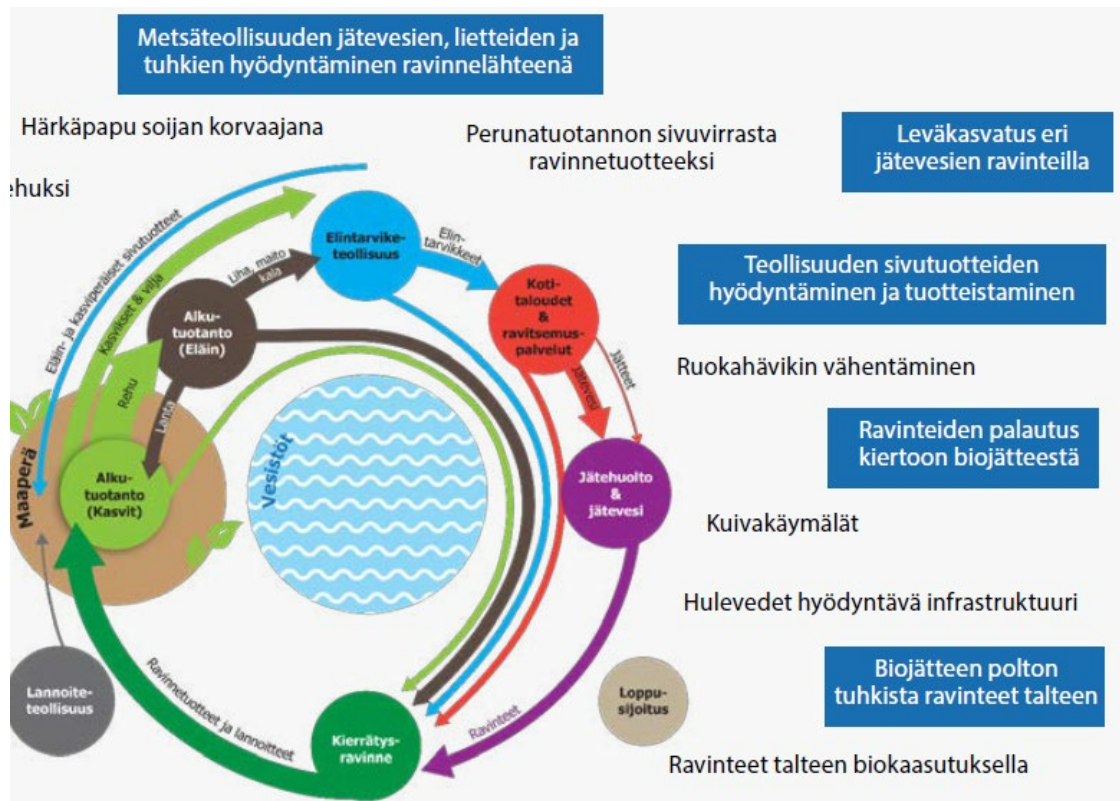 Metsäteollisuuden jätevesien, lietteiden ja
tuhkien hyödyntäminen ravinnelähteenä
Härkäpapu soijan korvaajana
Perunatuotannon sivuvirrasta
ravinnetuotteeksi
Leväkasvatus eri
jätevesien ravinteilla
ehuksi
Eläin- ja kasviperäiset sivutuotteet
Kasvikset & vilja
Rehu
Liha, maito
kala
Elintarvike-
teollisuus
Elin-
tarvikkeet
Alku-
tuotanto
(Eläin)
Lanta
Koti-
taloudet
&
ravitsemus-
palvelut
Jätevesi
Jätteet
Teollisuuden sivutuotteiden
hyödyntäminen ja tuotteistaminen
Ruokahävikin vähentäminen
Ravinteiden palautus
kiertoon biojätteestä
Maaperä
Alku-
tuotanto
(Kasvit)
Vesistöt
Jätehuolto
&
jätevesi
Kuivakäymälät
Hulevedet hyödyntävä infrastruktuuri
Lannoite-
teollisuus
Ravinnetuotteet ja lannoitteet
Kierrätys-
ravinne
Ravinteet
Loppu-
sijoitus
Biojätteen polton
tuhkista ravinteet talteen
Ravinteet talteen biokaasutuksella